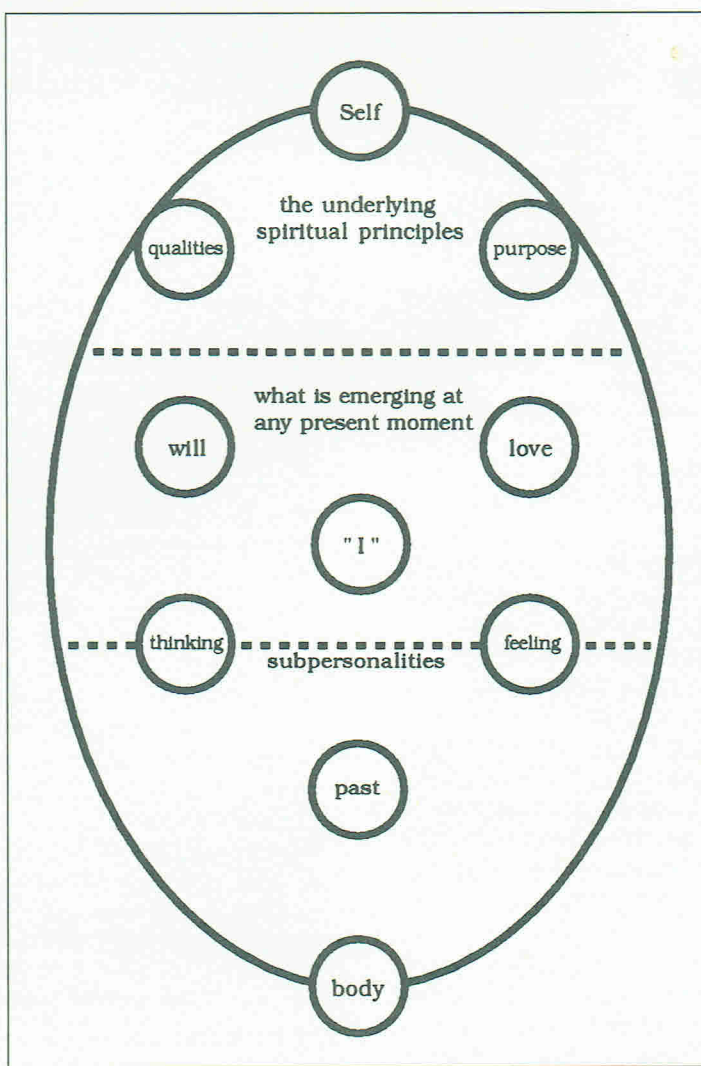 Self
the underlying
spiritual principles
qualities
purpose
what is emerging at
any present moment
will
love
" I "
thinking
feeling
subpersonalities
past
body